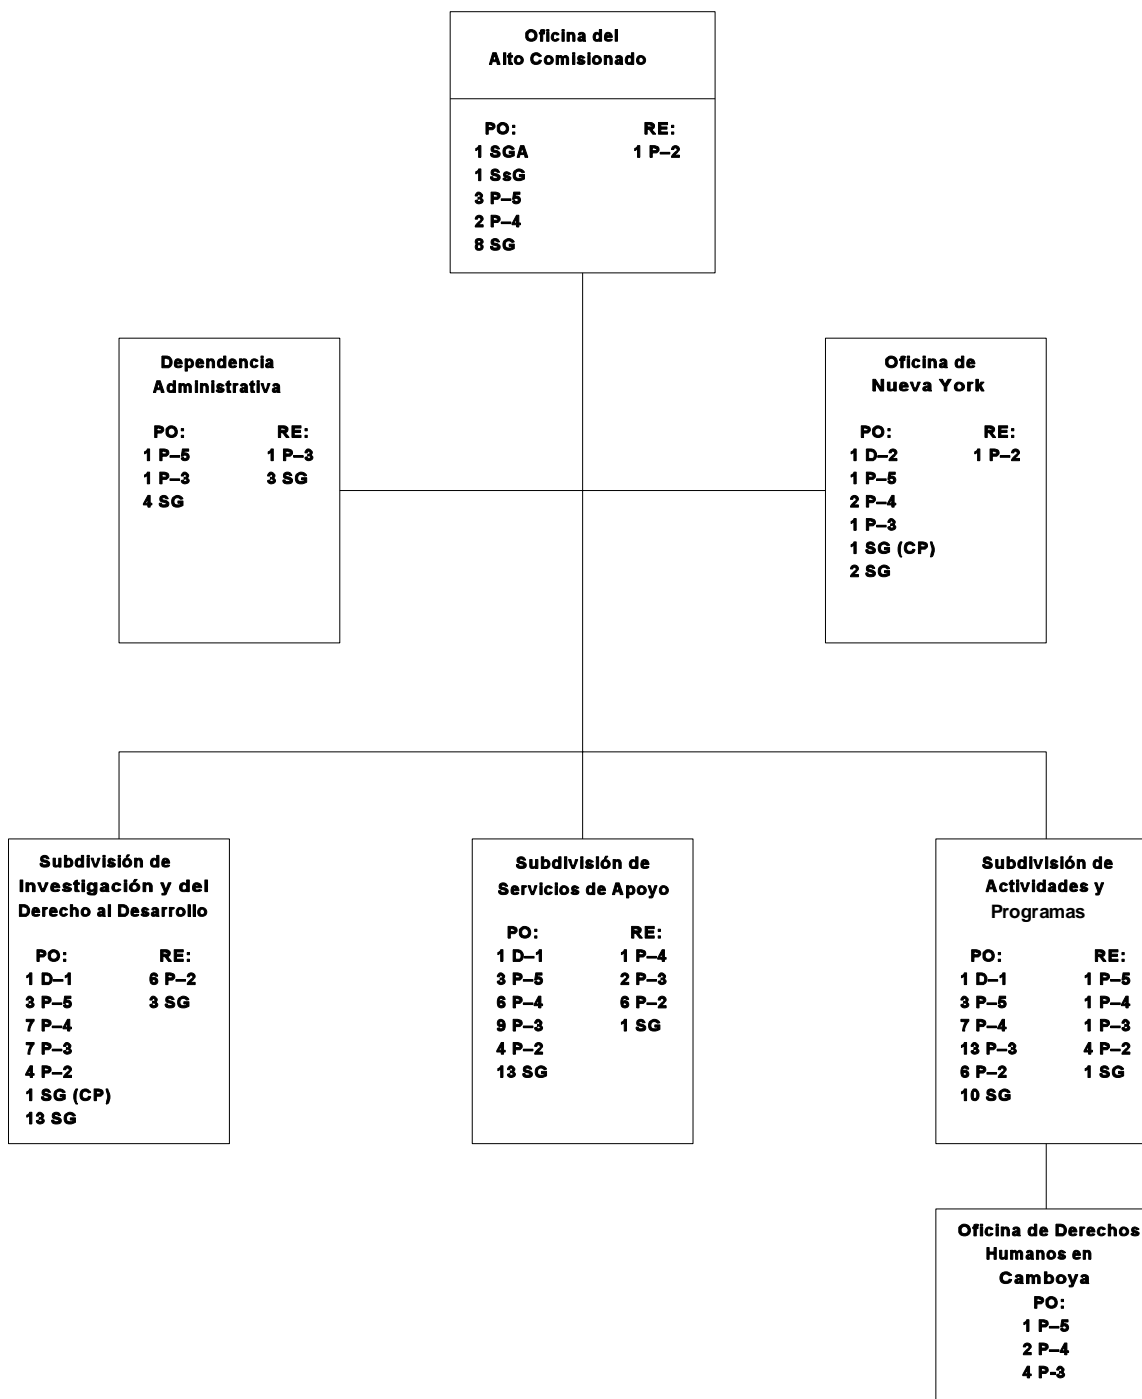 Oficina del
Alto Comisionado
PO: RE:
1 SGA 1 P–2
1 SsG
3 P–5
2 P–4
8 SG
Dependencia
Administrativa
PO: RE:
1 P–5 1 P–3
1 P–3 3 SG
4 SG
Oficina de
Nueva York
PO: RE:
1 D–2 1 P–2
1 P–5
2 P–4
1 P–3
1 SG (CP)
2 SG
Subdivisión de
Investigación y del
Derecho al Desarrollo
PO: RE:
1 D–1 6 P–2
3 P–5 3 SG
7 P–4
7 P–3
4 P–2
1 SG (CP)
13 SG
Subdivisión de
Servicios de Apoyo
PO: RE:
1 D–1 1 P–4
3 P–5 2 P–3
6 P–4 6 P–2
9 P–3 1 SG
4 P–2
13 SG
Subdivisión de
Actividades y
Programas
PO: RE:
1 D–1 1 P–5
3 P–5 1 P–4
7 P–4 1 P–3
13 P–3 4 P–2
6 P–2 1 SG
10 SG
Oficina de Derechos
Humanos en
Camboya
PO:
1 P–5
2 P–4
4 P-3